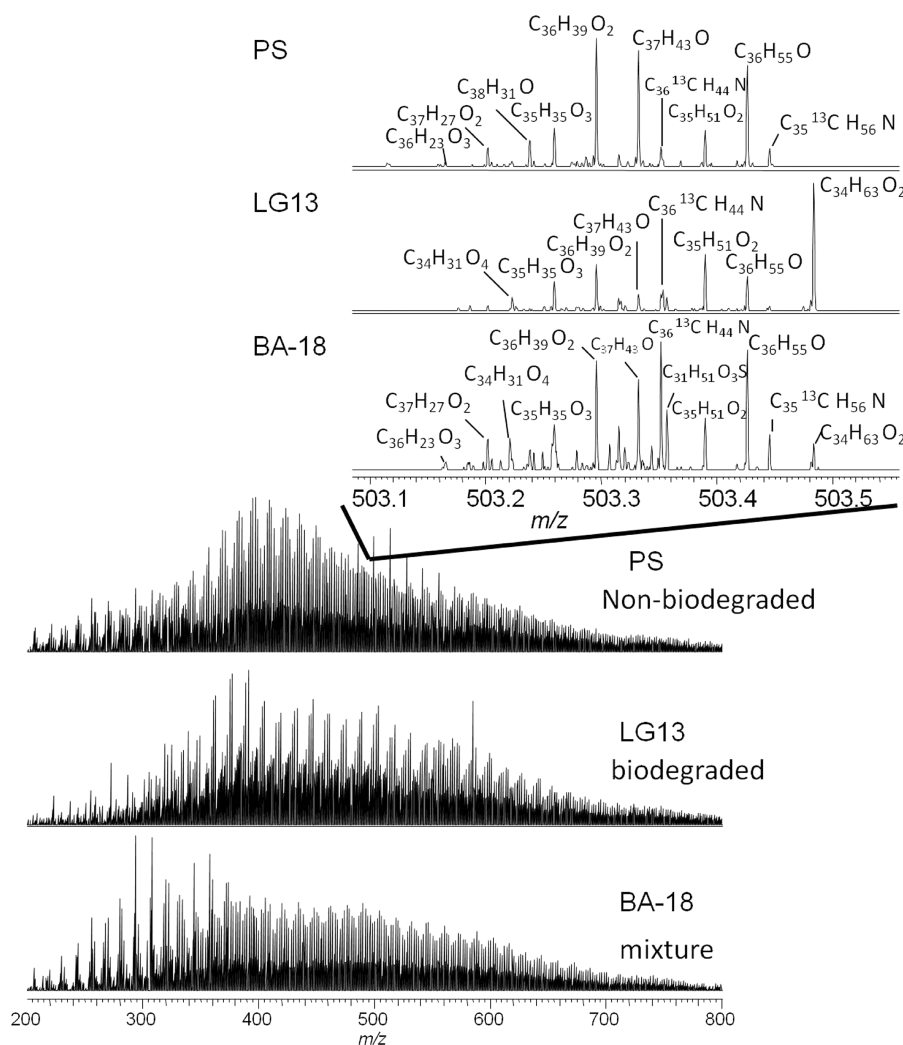 PS
C₃₆H₃₉O₂
C₃₇H₄₃O
C₃₆H₅₅O
C₃₈H₃₁O
C₃₆ ¹³C H₄₄ N
C₃₇H₂₇O₂
C₃₅H₃₅O₃
C₃₅H₅₁O₂
C₃₅ ¹³C H₅₆ N
C₃₆H₂₃O₃
LG13
C₃₄H₆₃O₂
C₃₆ ¹³C H₄₄ N
C₃₇H₄₃O
C₃₆H₃₉O₂
C₃₅H₅₁O₂
C₃₄H₃₁O₄
C₃₅H₃₅O₃
C₃₆H₅₅O
BA-18
C₃₆ ¹³C H₄₄ N
C₃₆H₃₉O₂
C₃₇H₄₃O
C₃₆H₅₅O
C₃₄H₃₁O₄
C₃₁H₅₁O₃S
C₃₇H₂₇O₂
C₃₅H₃₅O₃
C₃₅H₅₁O₂
C₃₅ ¹³C H₅₆ N
C₃₆H₂₃O₃
C₃₄H₆₃O₂
503.1 503.2 503.3 503.4 503.5
m/z
PS
Non-biodegraded
LG13
biodegraded
BA-18
mixture
200 300 400 500 600 700 800
m/z